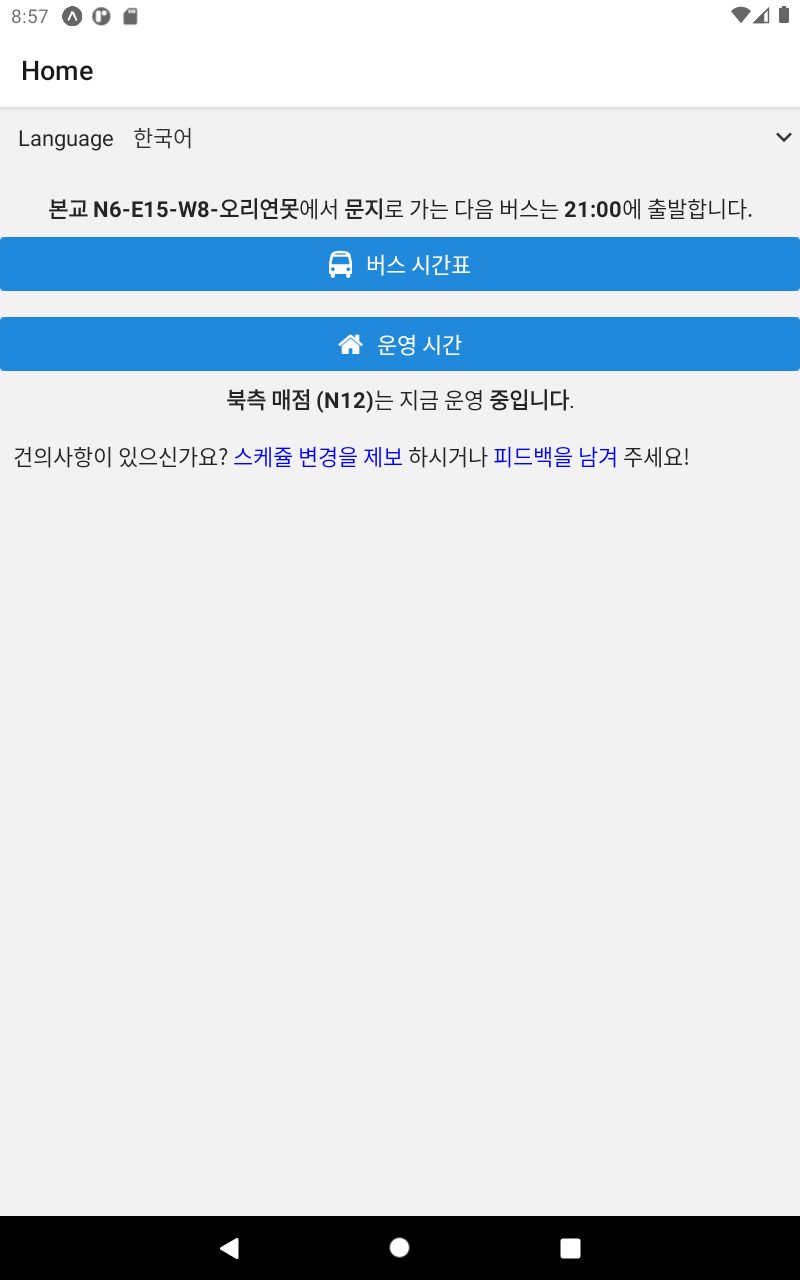 8:57
Home
Language 한국어
본교 N6-E15-W8-오리연못에서 문지로 가는 다음 버스는 21:00에 출발합니다.
버스 시간표
운영 시간
북측 매점 (N12)는 지금 운영 중입니다.
건의사항이 있으신가요? 스케쥴 변경을 제보 하시거나 피드백을 남겨 주세요!